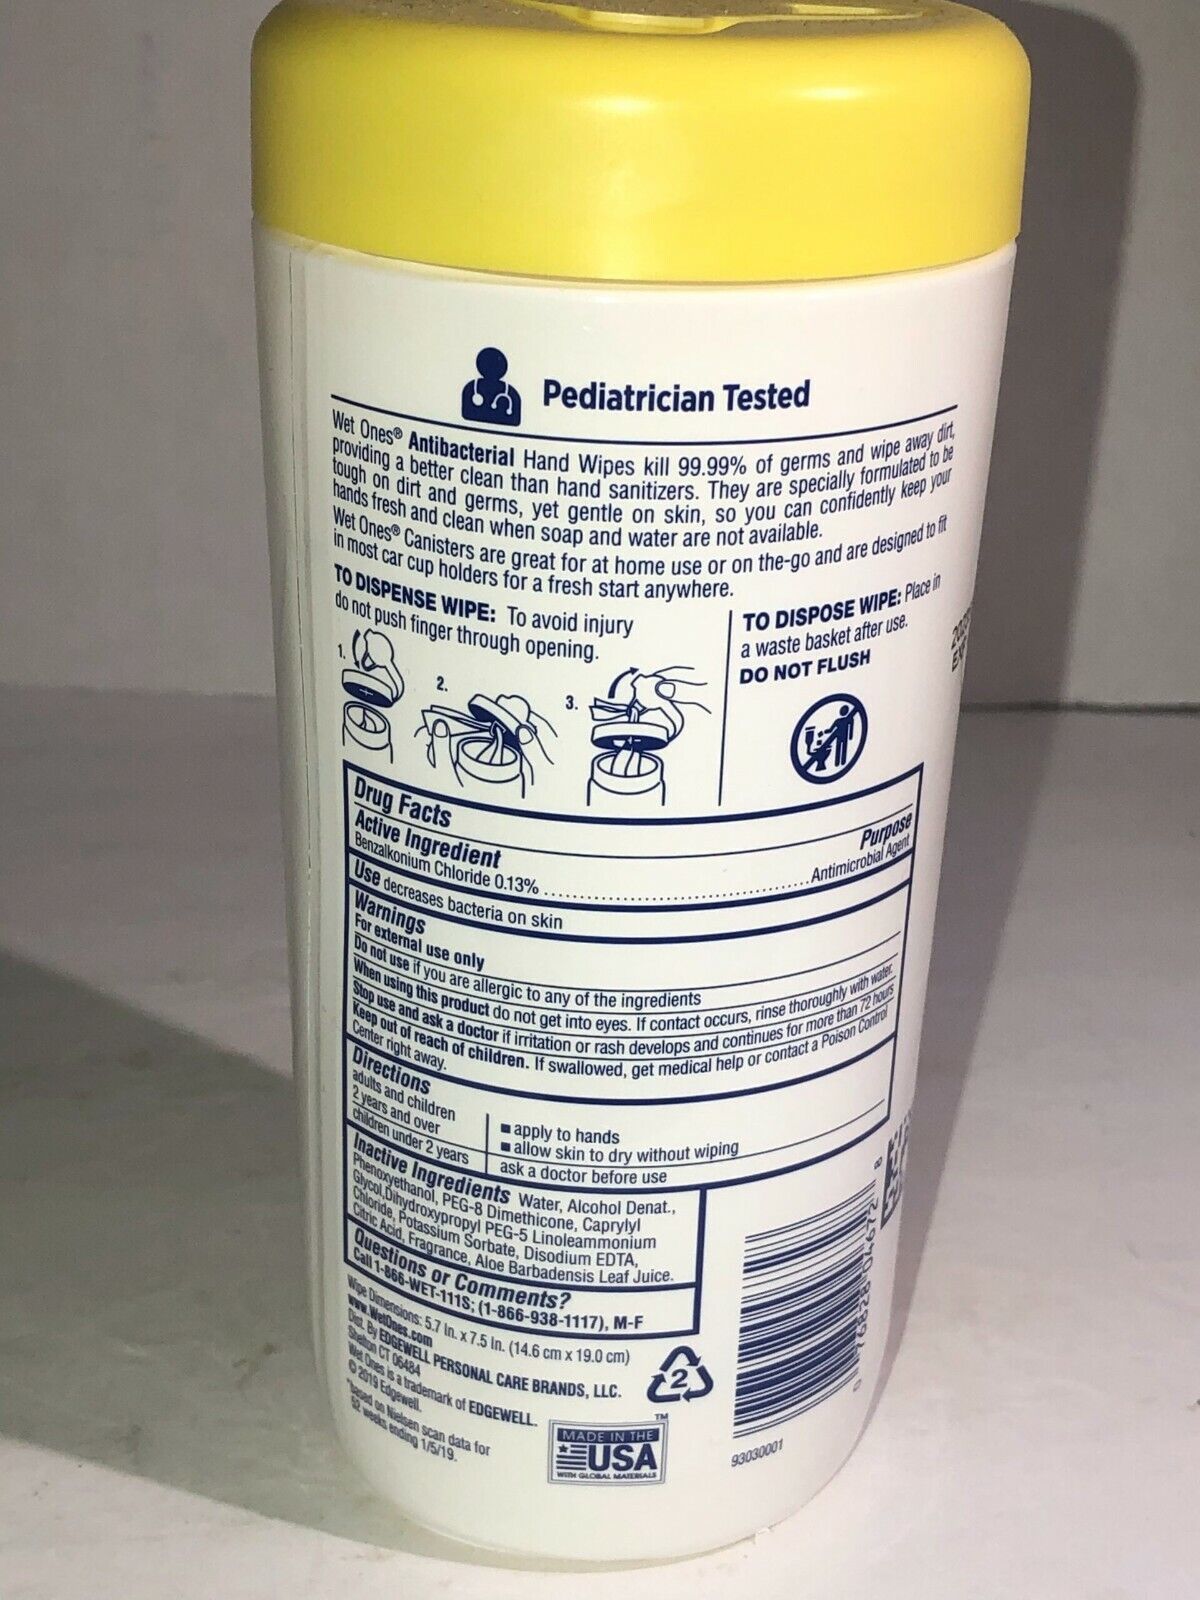 Pediatrician Tested
Wet Ones® Antibacterial Hand Wipes kill 99.99% of germs and wipe away dirt,
providing a better clean than hand sanitizers. They are specially formulated to be
tough on dirt and germs, yet gentle on skin, so you can confidently keep your
hands fresh and clean when soap and water are not available.
Wet Ones® Canisters are great for at home use or on the-go and are designed to fit
in most car cup holders for a fresh start anywhere.
TO DISPENSE WIPE: To avoid injury
do not push finger through opening.
1.
2.
3.
TO DISPOSE WIPE: Place in
a waste basket after use.
DO NOT FLUSH
Drug Facts
Active Ingredient Purpose
Benzalkonium Chloride 0.13% ........................................Antimicrobial Agent
Use decreases bacteria on skin
Warnings
For external use only
Do not use if you are allergic to any of the ingredients
When using this product do not get into eyes. If contact occurs, rinse thoroughly with water.
Stop use and ask a doctor if irritation or rash develops and continues for more than 72 hours
Keep out of reach of children. If swallowed, get medical help or contact a Poison Control
Center right away.
Directions
adults and children
2 years and over
■ apply to hands
■ allow skin to dry without wiping
children under 2 years ask a doctor before use
Inactive Ingredients Water, Alcohol Denat.,
Phenoxyethanol, PEG-8 Dimethicone, Caprylyl
Glycol,Dihydroxypropyl PEG-5 Linoleammonium
Chloride, Potassium Sorbate, Disodium EDTA,
Citric Acid, Fragrance, Aloe Barbadensis Leaf Juice.
Questions or Comments?
Call 1-866-WET-111S; (1-866-938-1117), M-F
Wipe Dimensions: 5.7 In. x 7.5 In. (14.6 cm x 19.0 cm)
www.WetOnes.com
Dist. By EDGEWELL PERSONAL CARE BRANDS, LLC.
Shelton CT 06484
Wet Ones is a trademark of EDGEWELL.
© 2019 Edgewell.
*based on Nielsen scan data for
52 weeks ending 1/5/19.
2
MADE IN THE
USA
WITH GLOBAL MATERIALS
TM
0 76828 04672 8
93030001